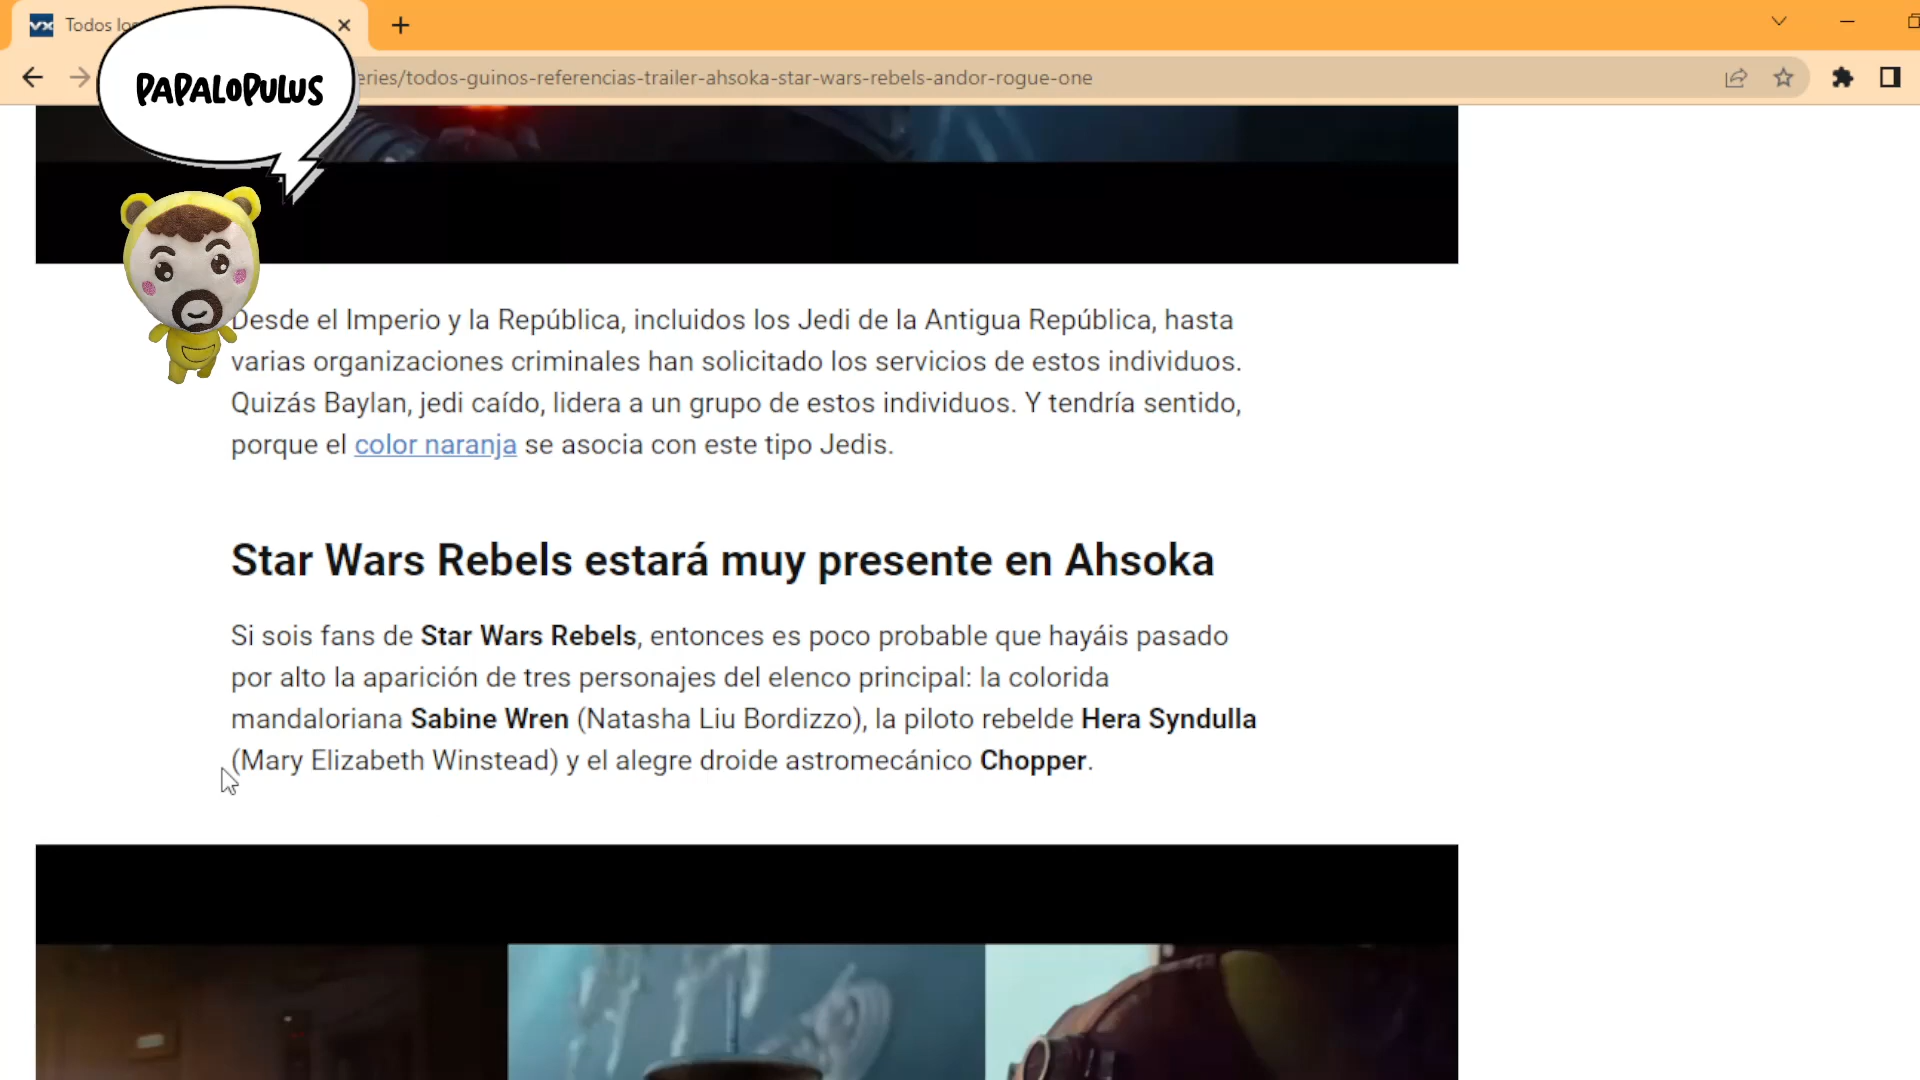 Todos lo
PAPALOPULUS
eries/todos-guinos-referencias-trailer-ahsoka-star-wars-rebels-andor-rogue-one
Desde el Imperio y la República, incluidos los Jedi de la Antigua República, hasta
varias organizaciones criminales han solicitado los servicios de estos individuos.
Quizás Baylan, jedi caído, lidera a un grupo de estos individuos. Y tendría sentido,
porque el color naranja se asocia con este tipo Jedis.
Star Wars Rebels estará muy presente en Ahsoka
Si sois fans de Star Wars Rebels, entonces es poco probable que hayáis pasado
por alto la aparición de tres personajes del elenco principal: la colorida
mandaloriana Sabine Wren (Natasha Liu Bordizzo), la piloto rebelde Hera Syndulla
(Mary Elizabeth Winstead) y el alegre droide astromecánico Chopper.